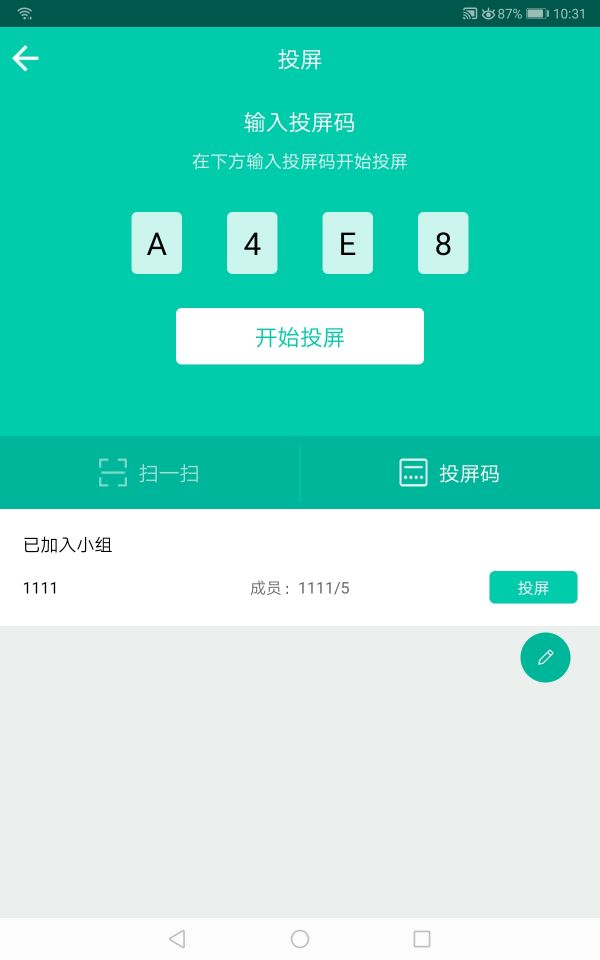 87% 10:31
投屏
输入投屏码
在下方输入投屏码开始投屏
A 4 E 8
开始投屏
扫一扫 投屏码
已加入小组
1111 成员：1111/5 投屏